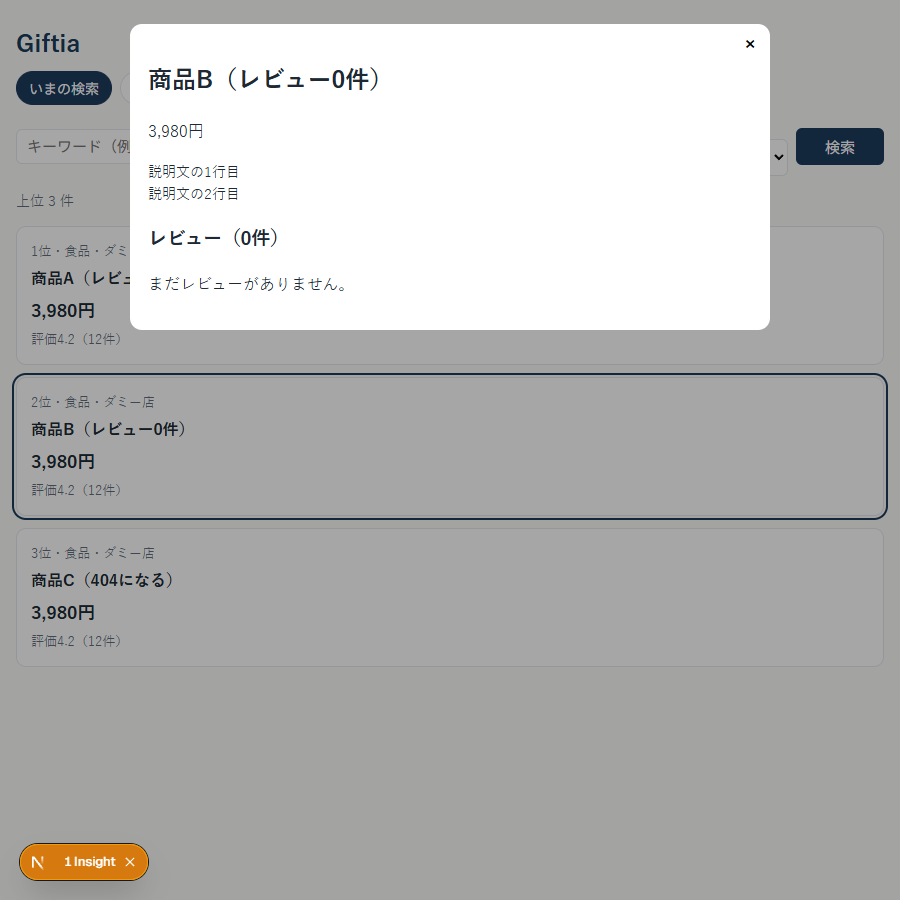 Giftia
いまの検索
キーワード（例
検索
上位 3 件
×
商品B（レビュー0件）
3,980円
説明文の1行目
説明文の2行目
レビュー（0件）
まだレビューがありません。
1位・食品・ダミ
商品A（レビュ
3,980円
評価4.2（12件）
2位・食品・ダミー店
商品B（レビュー0件）
3,980円
評価4.2（12件）
3位・食品・ダミー店
商品C（404になる）
3,980円
評価4.2（12件）
N 1 Insight ×